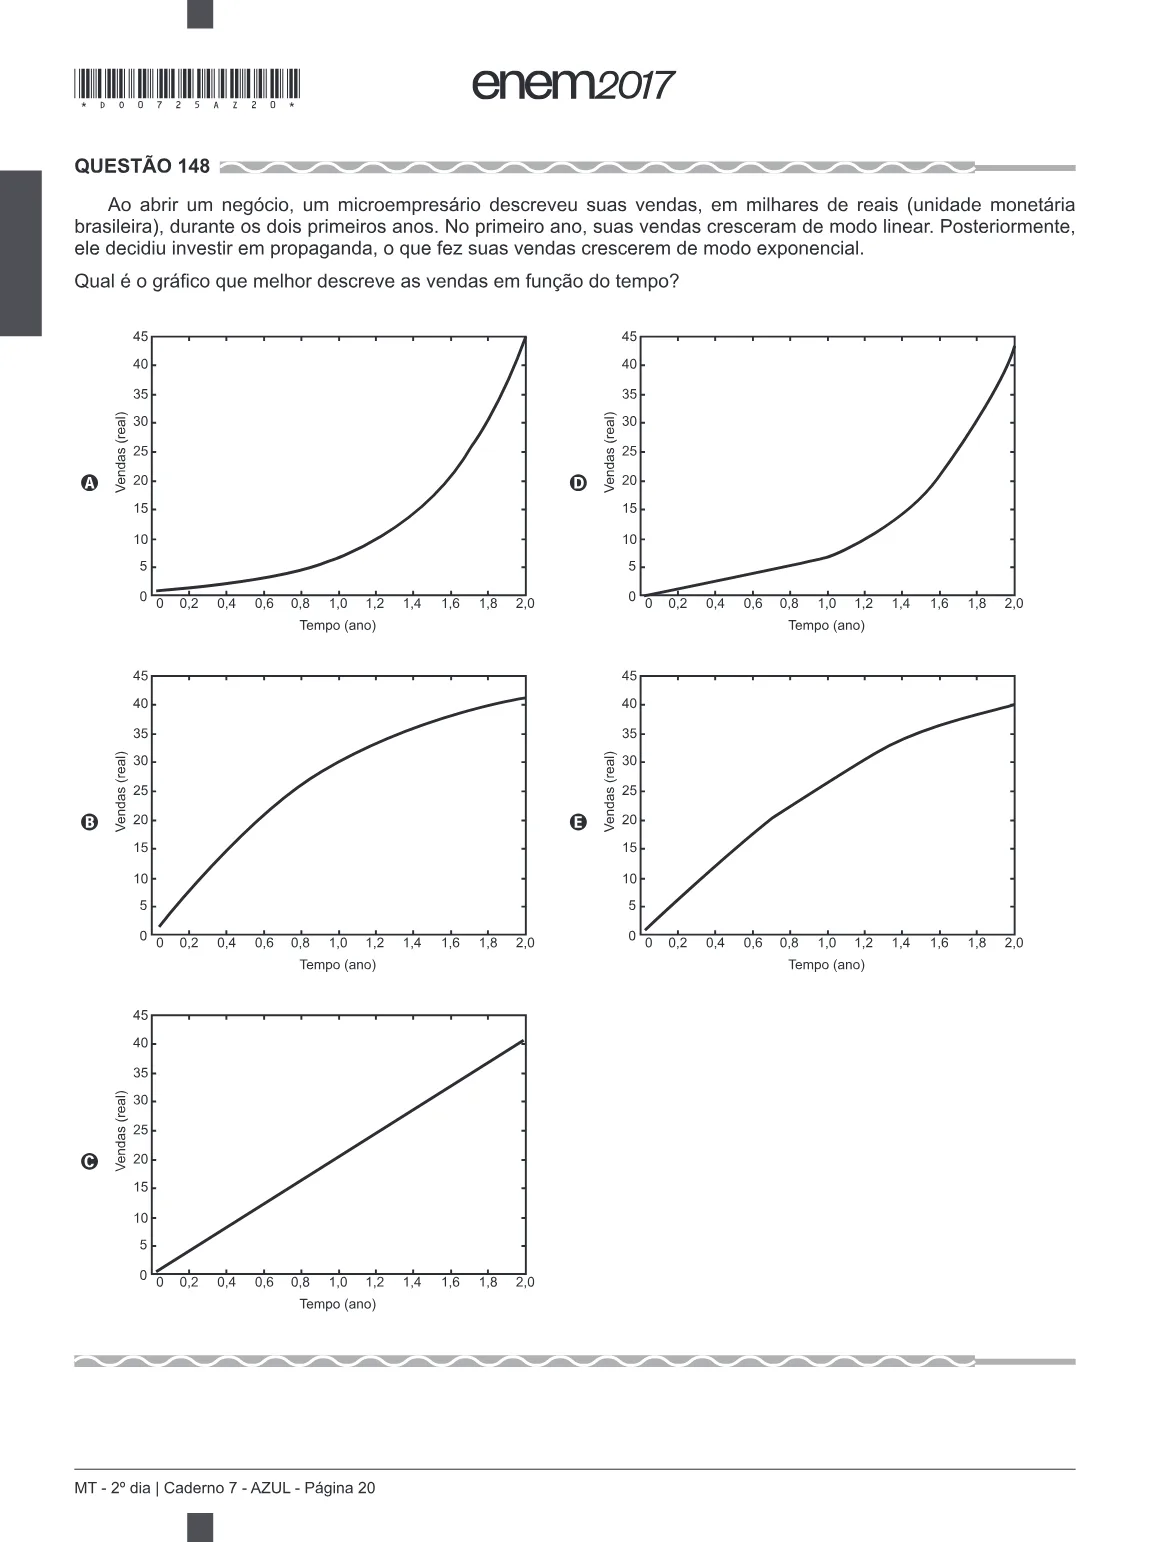 *D00725AZ20*
enem2017
QUESTÃO 148
Ao abrir um negócio, um microempresário descreveu suas vendas, em milhares de reais (unidade monetária
brasileira), durante os dois primeiros anos. No primeiro ano, suas vendas cresceram de modo linear. Posteriormente,
ele decidiu investir em propaganda, o que fez suas vendas crescerem de modo exponencial.
Qual é o gráfico que melhor descreve as vendas em função do tempo?
A
Vendas (real)
45
40
35
30
25
20
15
10
5
0
0 0,2 0,4 0,6 0,8 1,0 1,2 1,4 1,6 1,8 2,0
Tempo (ano)
B
Vendas (real)
45
40
35
30
25
20
15
10
5
0
0 0,2 0,4 0,6 0,8 1,0 1,2 1,4 1,6 1,8 2,0
Tempo (ano)
C
Vendas (real)
45
40
35
30
25
20
15
10
5
0
0 0,2 0,4 0,6 0,8 1,0 1,2 1,4 1,6 1,8 2,0
Tempo (ano)
D
Vendas (real)
45
40
35
30
25
20
15
10
5
0
0 0,2 0,4 0,6 0,8 1,0 1,2 1,4 1,6 1,8 2,0
Tempo (ano)
E
Vendas (real)
45
40
35
30
25
20
15
10
5
0
0 0,2 0,4 0,6 0,8 1,0 1,2 1,4 1,6 1,8 2,0
Tempo (ano)
MT - 2º dia | Caderno 7 - AZUL - Página 20